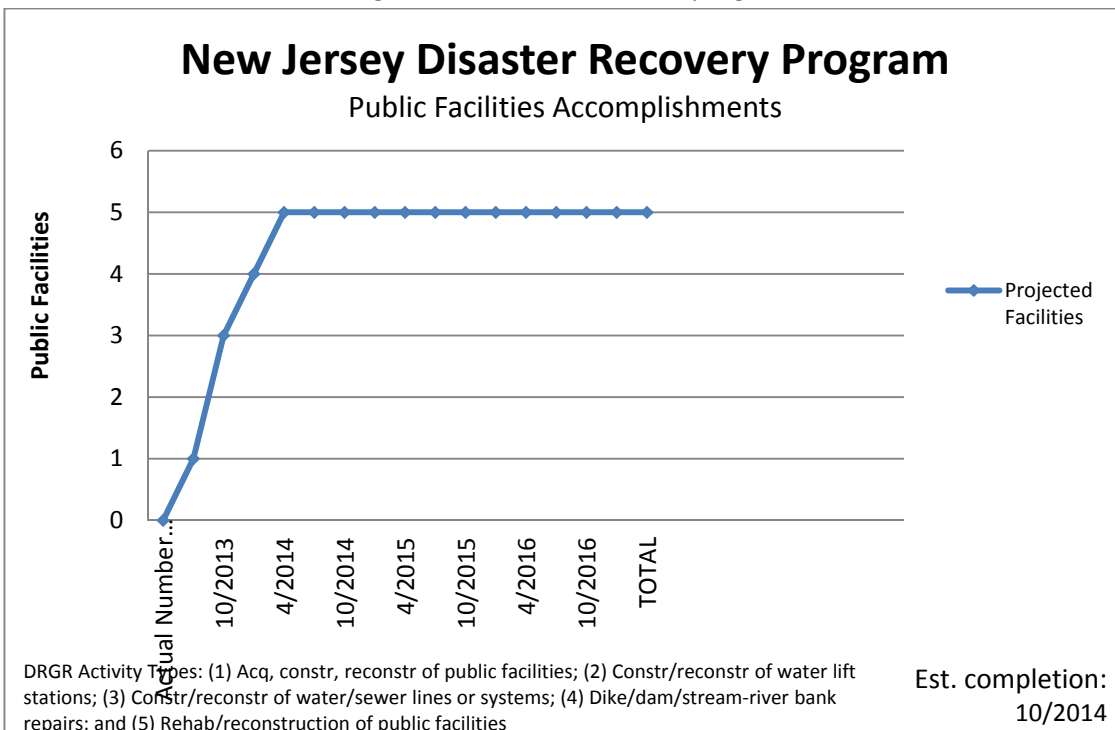 New Jersey Disaster Recovery Program
Public Facilities Accomplishments
Public Facilities
6
5
4
3
2
1
0
Actual Number...
10/2013
4/2014
10/2014
4/2015
10/2015
4/2016
10/2016
TOTAL
Projected
Facilities
DRGR Activity Types: (1) Acq, constr, reconstr of public facilities; (2) Constr/reconstr of water lift
stations; (3) Constr/reconstr of water/sewer lines or systems; (4) Dike/dam/stream-river bank
repairs; and (5) Rehab/reconstruction of public facilities
Est. completion:
10/2014